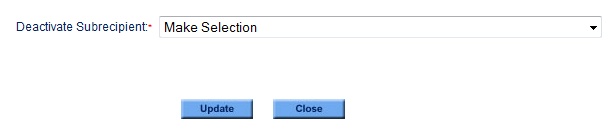 Deactivate Subrecipient:* Make Selection
Update Close